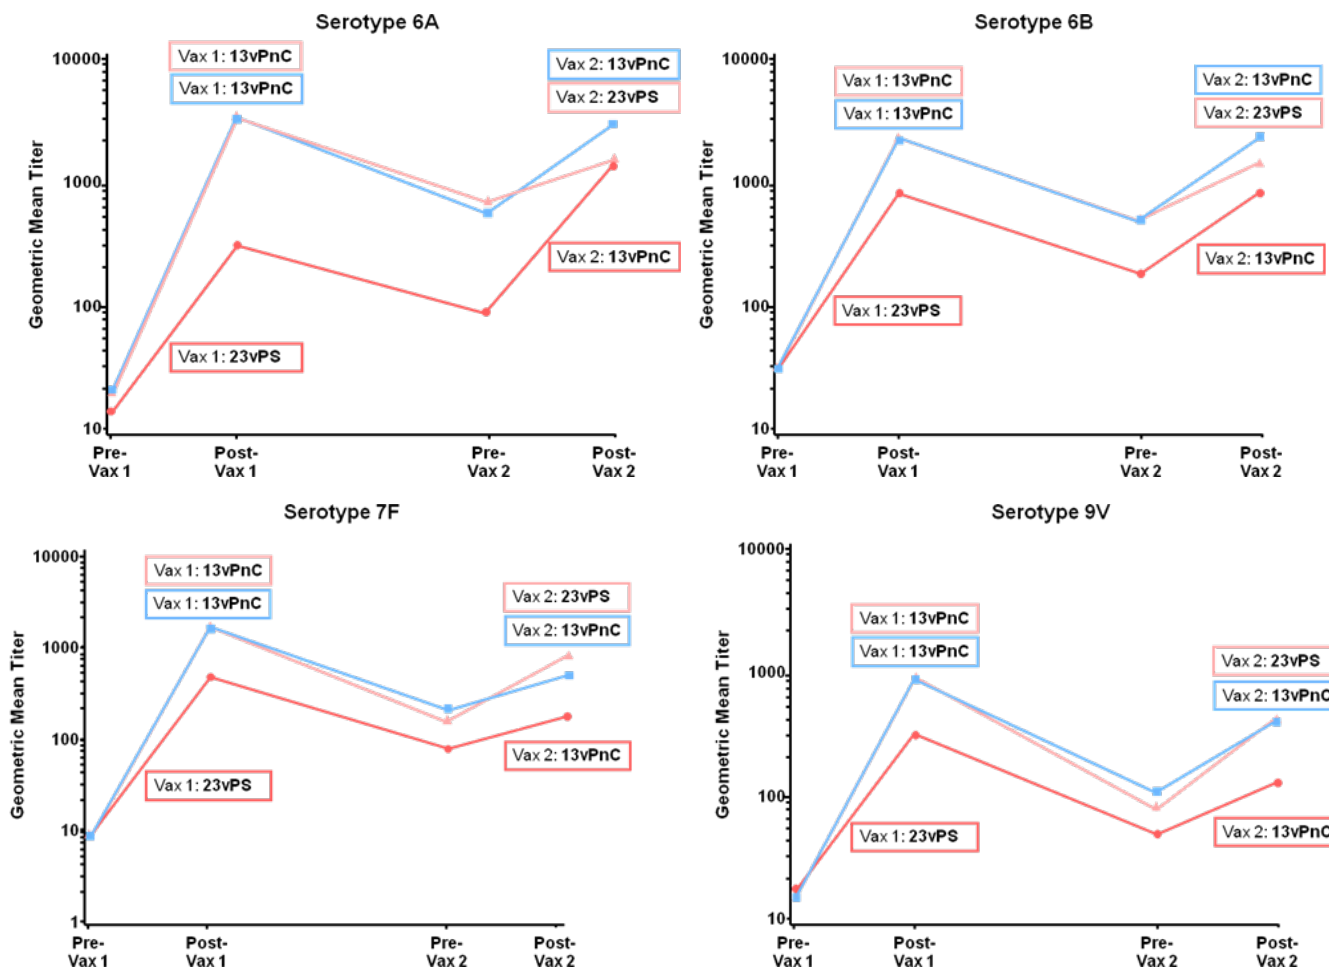 Serotype 6A
10000
1000
100
10
Geometric Mean Titer
Vax 1: 13vPnC
Vax 1: 13vPnC
Vax 2: 13vPnC
Vax 2: 23vPS
Vax 2: 13vPnC
Vax 1: 23vPS
Pre-
Vax 1
Post-
Vax 1
Pre-
Vax 2
Post-
Vax 2
Serotype 6B
10000
1000
100
10
Geometric Mean Titer
Vax 1: 13vPnC
Vax 1: 13vPnC
Vax 2: 13vPnC
Vax 2: 23vPS
Vax 2: 13vPnC
Vax 1: 23vPS
Pre-
Vax 1
Post-
Vax 1
Pre-
Vax 2
Post-
Vax 2
Serotype 7F
10000
1000
100
10
1
Geometric Mean Titer
Vax 1: 13vPnC
Vax 1: 13vPnC
Vax 2: 23vPS
Vax 2: 13vPnC
Vax 2: 13vPnC
Vax 1: 23vPS
Pre-
Vax 1
Post-
Vax 1
Pre-
Vax 2
Post-
Vax 2
Serotype 9V
10000
1000
100
10
Geometric Mean Titer
Vax 1: 13vPnC
Vax 1: 13vPnC
Vax 2: 23vPS
Vax 2: 13vPnC
Vax 2: 13vPnC
Vax 1: 23vPS
Pre-
Vax 1
Post-
Vax 1
Pre-
Vax 2
Post-
Vax 2